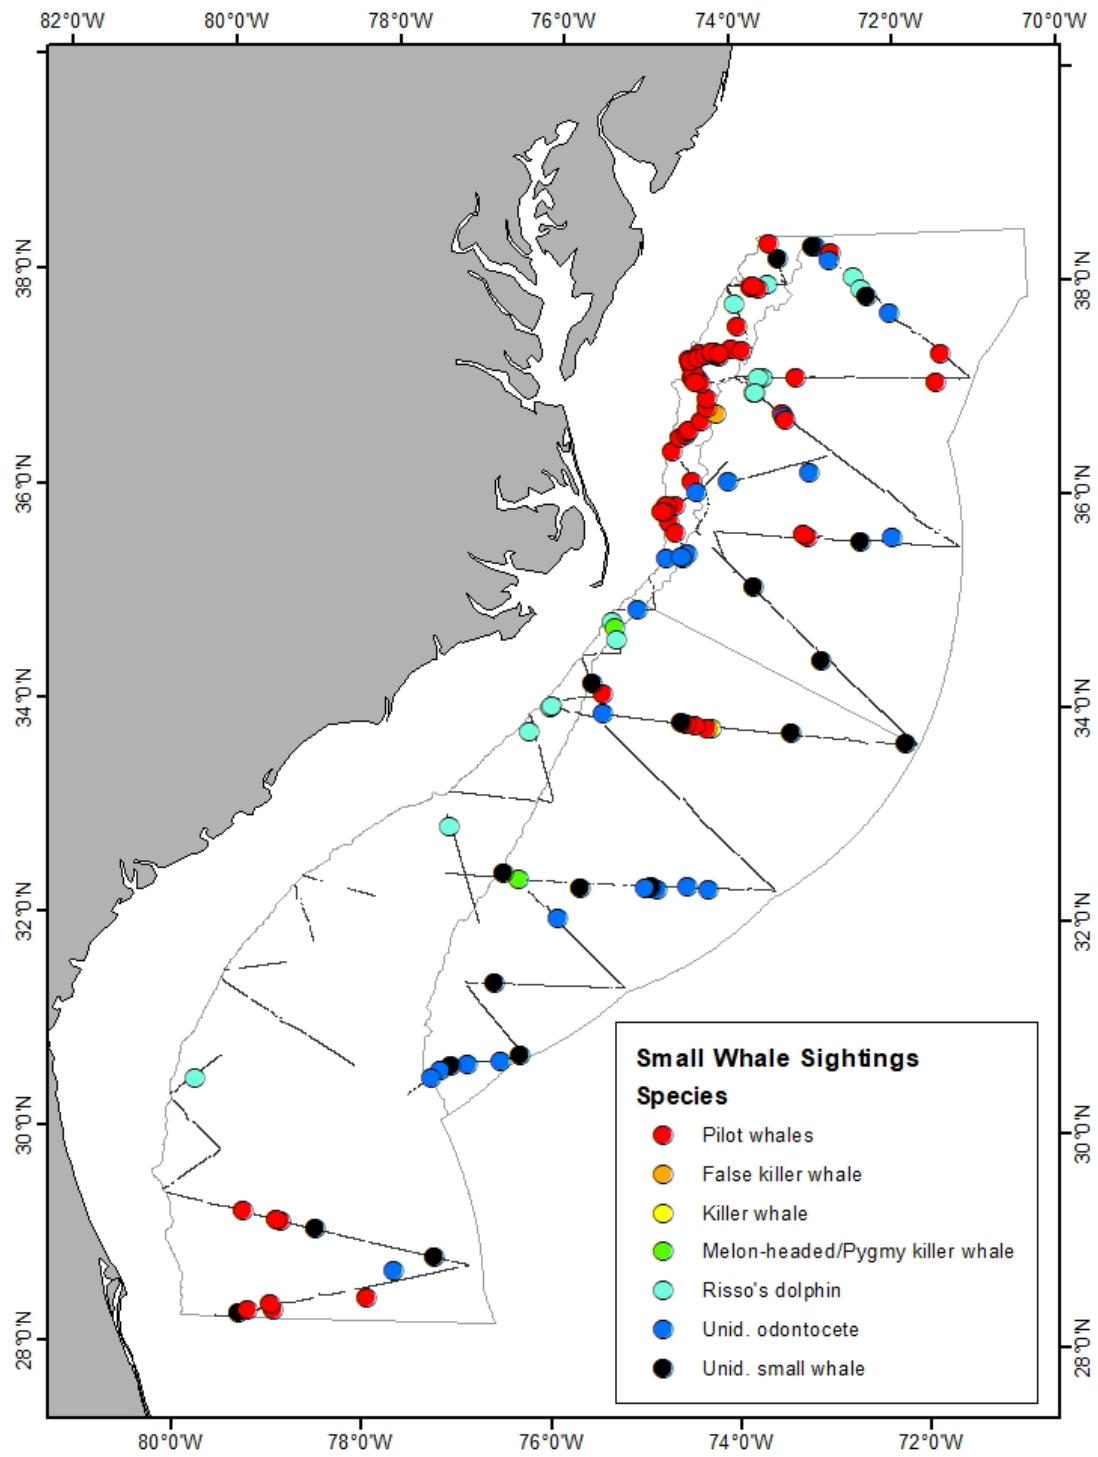 82°0'W 80°0'W 78°0'W 76°0'W 74°0'W 72°0'W 70°0'W
38°0'N 38°0'N
36°0'N 36°0'N
34°0'N 34°0'N
32°0'N 32°0'N
Small Whale Sightings
Species
30°0'N 30°0'N
Pilot whales
False killer whale
Killer whale
Melon-headed/Pygmy killer whale
Risso's dolphin
Unid. odontocete
28°0'N 28°0'N
Unid. small whale
80°0'W 78°0'W 76°0'W 74°0'W 72°0'W